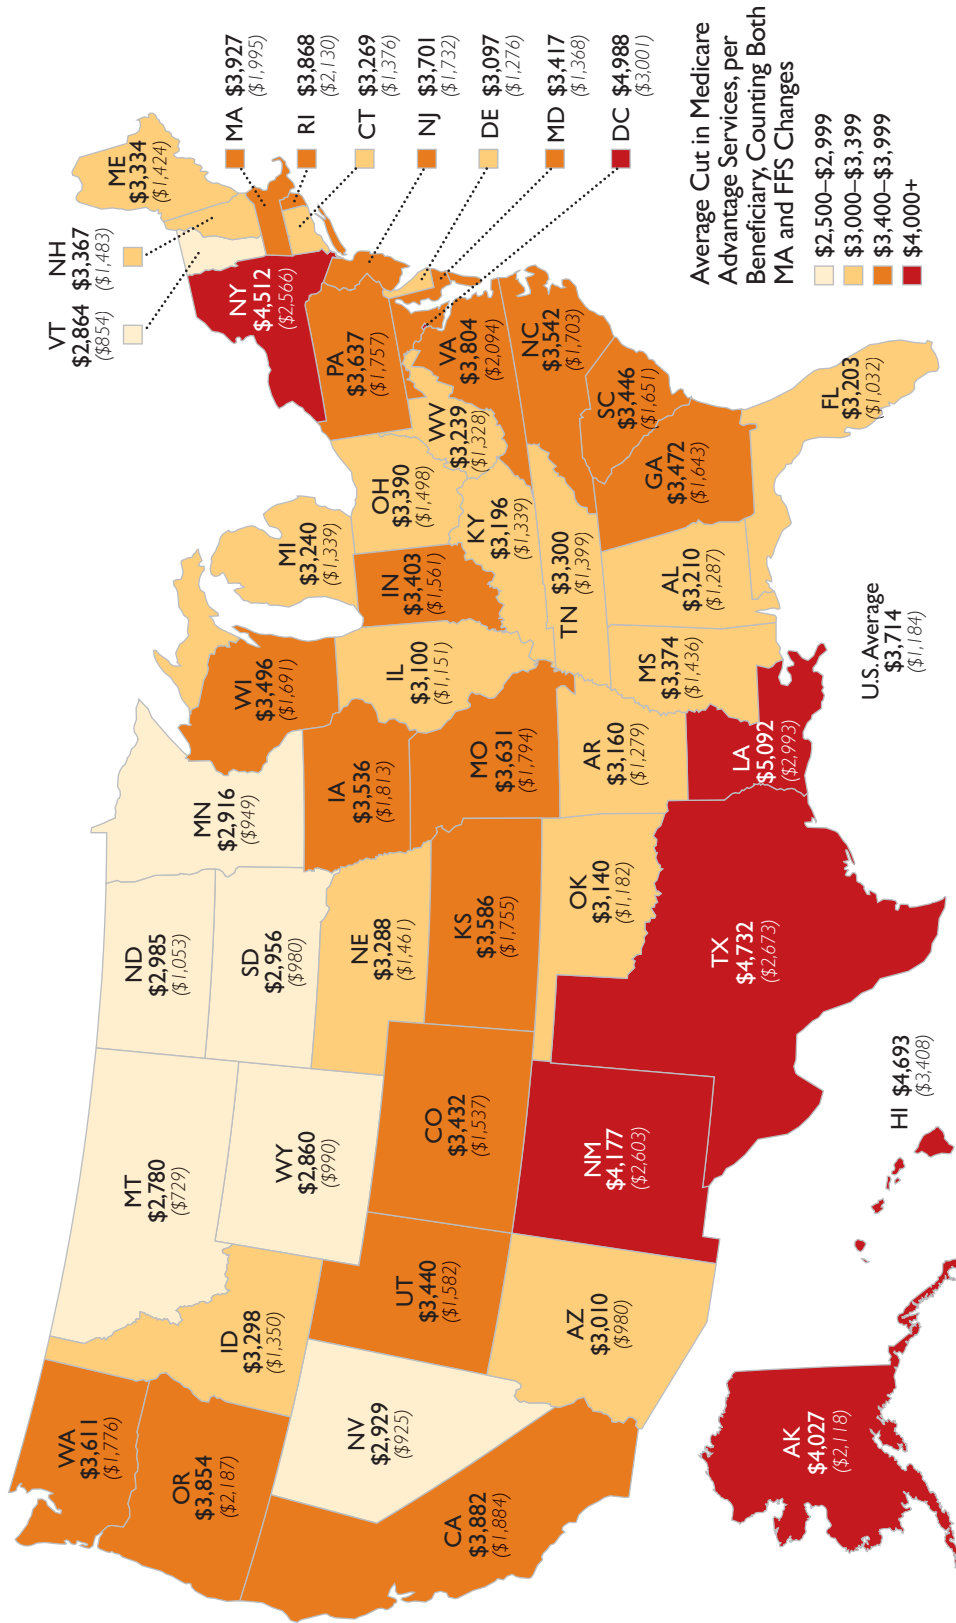 WA
$3,611
($1,776)
OR
$3,854
($2,187)
CA
$3,882
($1,884)
NV
$2,929
($925)
ID
$3,298
($1,350)
MT
$2,780
($729)
WY
$2,860
($990)
UT
$3,440
($1,582)
AZ
$3,010
($980)
CO
$3,432
($1,537)
NM
$4,177
($2,603)
ND
$2,985
($1,053)
SD
$2,956
($980)
NE
$3,288
($1,461)
KS
$3,586
($1,755)
OK
$3,140
($1,182)
TX
$4,732
($2,673)
MN
$2,916
($949)
IA
$3,536
($1,813)
MO
$3,631
($1,794)
AR
$3,160
($1,279)
LA
$5,092
($2,993)
WI
$3,496
($1,691)
IL
$3,100
($1,151)
MI
$3,240
($1,339)
IN
$3,403
($1,561)
OH
$3,390
($1,498)
KY
$3,196
($1,339)
TN
$3,300
($1,399)
MS
$3,374
($1,436)
AL
$3,210
($1,287)
GA
$3,472
($1,643)
FL
$3,203
($1,032)
SC
$3,446
($1,651)
NC
$3,542
($1,703)
VA
$3,804
($2,094)
WV
$3,239
($1,328)
PA
$3,637
($1,757)
NY
$4,512
($2,566)
VT
$2,864
($854)
NH
$3,367
($1,483)
ME
$3,334
($1,424)
MA $3,927
($1,995)
RI $3,868
($2,130)
CT $3,269
($1,376)
NJ $3,701
($1,732)
DE $3,097
($1,276)
MD $3,417
($1,368)
DC $4,988
($3,001)
AK
$4,027
($2,118)
HI $4,693
($3,408)
U.S. Average
$3,714
($1,184)
Average Cut in Medicare
Advantage Services, per
Beneficiary, Counting Both
MA and FFS Changes
$2,500–$2,999
$3,000–$3,399
$3,400–$3,999
$4,000+